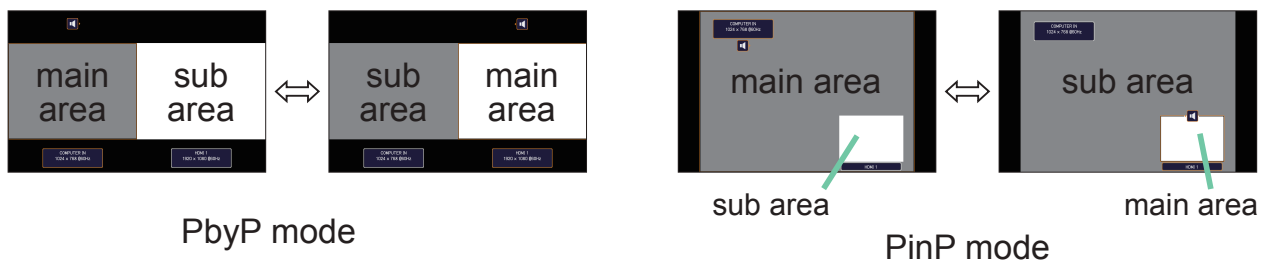 main
area
sub
area
COMPUTER IN
1024 x 768 @60Hz
HDMI 1
1920 x 1080 @60Hz
sub
area
main
area
COMPUTER IN
1024 x 768 @60Hz
HDMI 1
1920 x 1080 @60Hz
PbyP mode
COMPUTER IN
1024 x 768 @60Hz
main area
HDMI 1
sub area
COMPUTER IN
1024 x 768 @60Hz
sub area
HDMI 1
main area
PinP mode